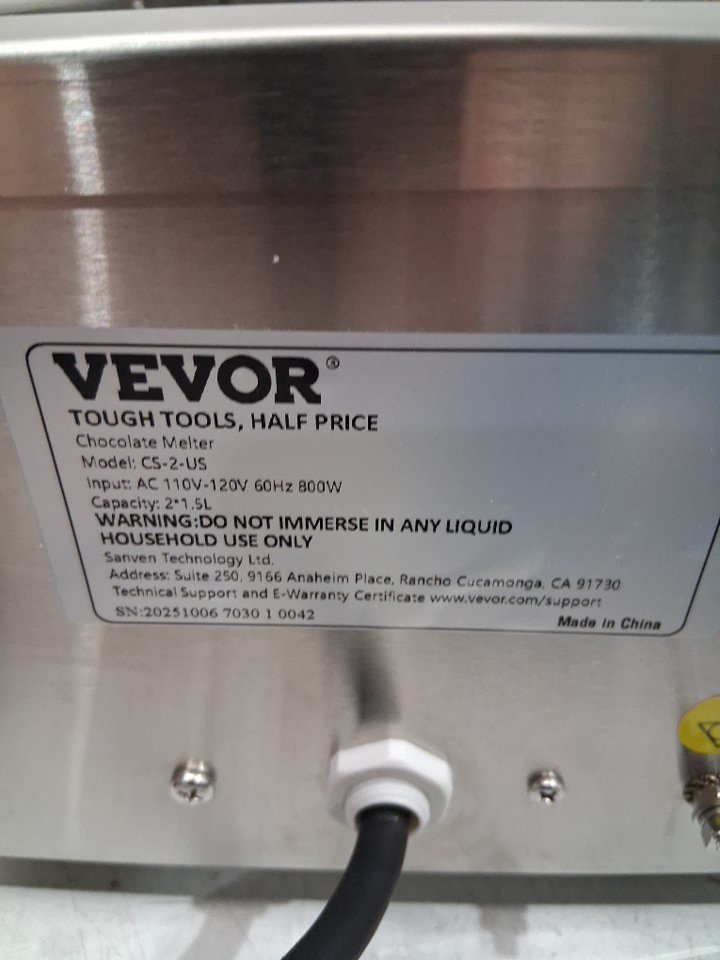 VEVOR®
TOUGH TOOLS, HALF PRICE
Chocolate Melter
Model: CS-2-US
Input: AC 110V-120V 60Hz 800W
Capacity: 2*1.5L
WARNING:DO NOT IMMERSE IN ANY LIQUID
HOUSEHOLD USE ONLY
Sanven Technology Ltd.
Address: Suite 250, 9166 Anaheim Place, Rancho Cucamonga, CA 91730
Technical Support and E-Warranty Certificate www.vevor.com/support
SN:20251006 7030 1 0042
Made in China